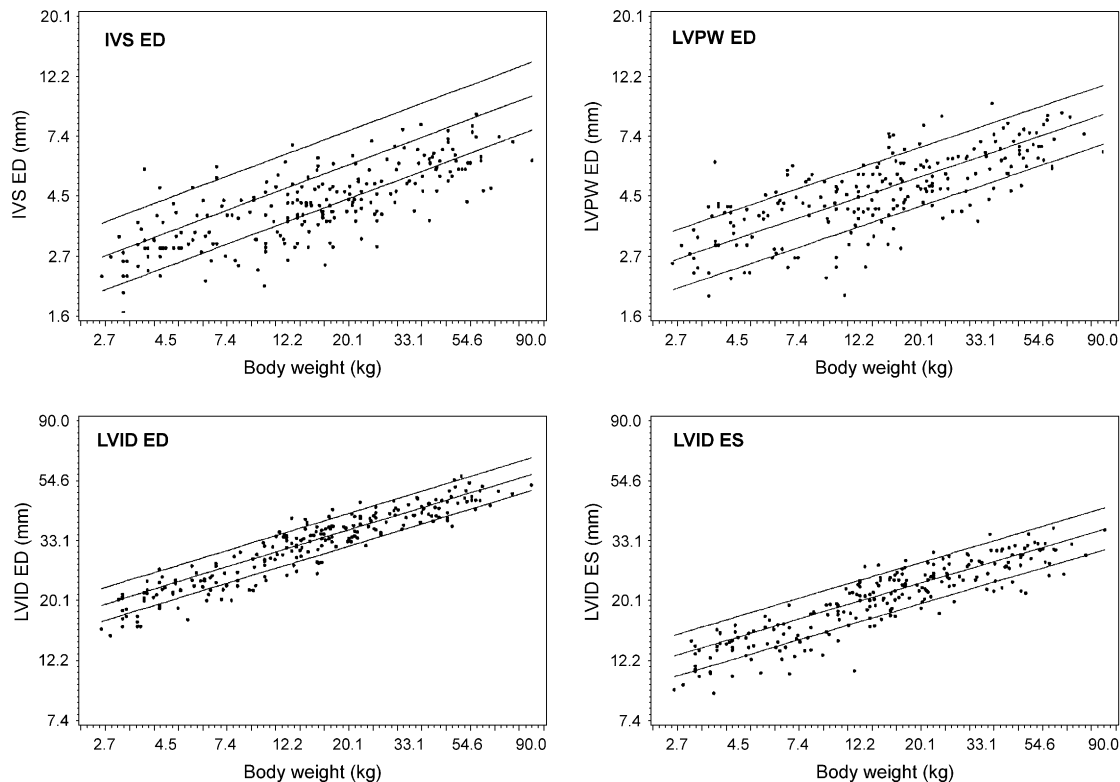 IVS ED
20.1
12.2
7.4
4.5
2.7
1.6
IVS ED (mm)
2.7 4.5 7.4 12.2 20.1 33.1 54.6 90.0
Body weight (kg)
LVPW ED
20.1
12.2
7.4
4.5
2.7
1.6
LVPW ED (mm)
2.7 4.5 7.4 12.2 20.1 33.1 54.6 90.0
Body weight (kg)
LVID ED
90.0
54.6
33.1
20.1
12.2
7.4
LVID ED (mm)
2.7 4.5 7.4 12.2 20.1 33.1 54.6 90.0
Body weight (kg)
LVID ES
90.0
54.6
33.1
20.1
12.2
7.4
LVID ES (mm)
2.7 4.5 7.4 12.2 20.1 33.1 54.6 90.0
Body weight (kg)